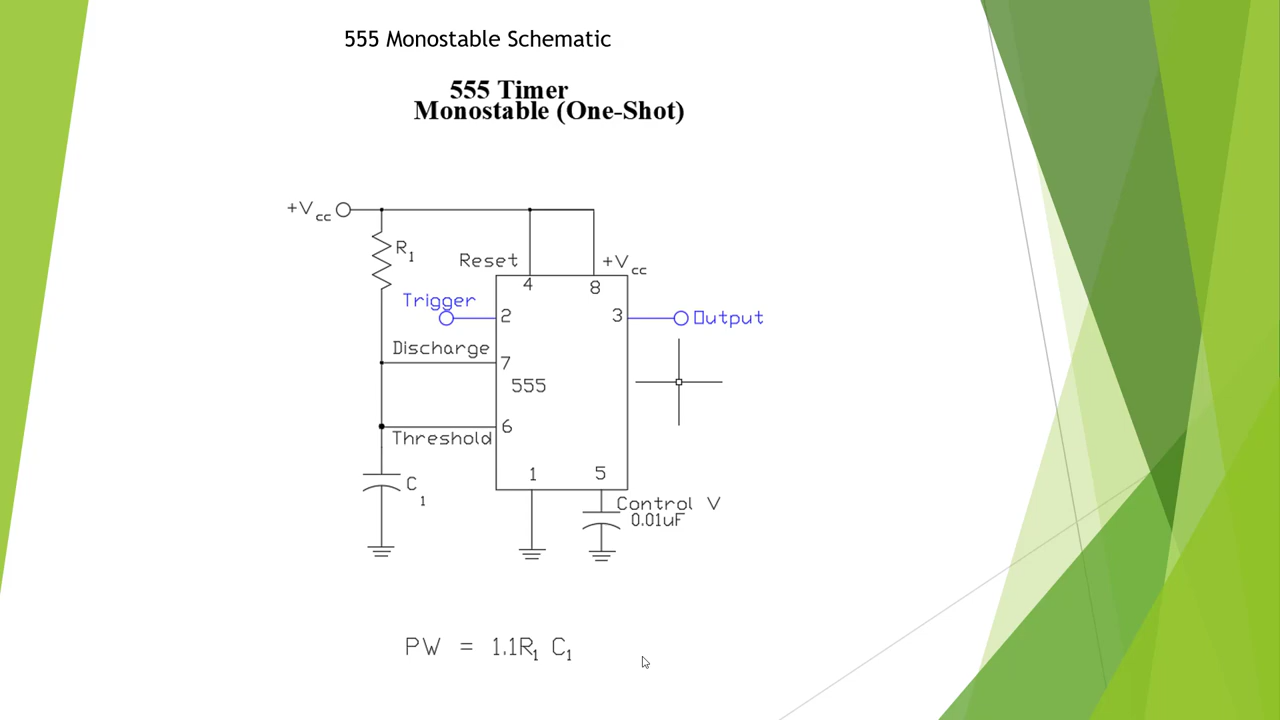 555 Monostable Schematic
555 Timer
Monostable (One-Shot)
+Vcc
R1
Reset
+Vcc
4
8
Trigger
2
3
Output
Discharge
7
555
6
Threshold
1
5
C1
Control V
0.01uF
PW = 1.1R1 C1